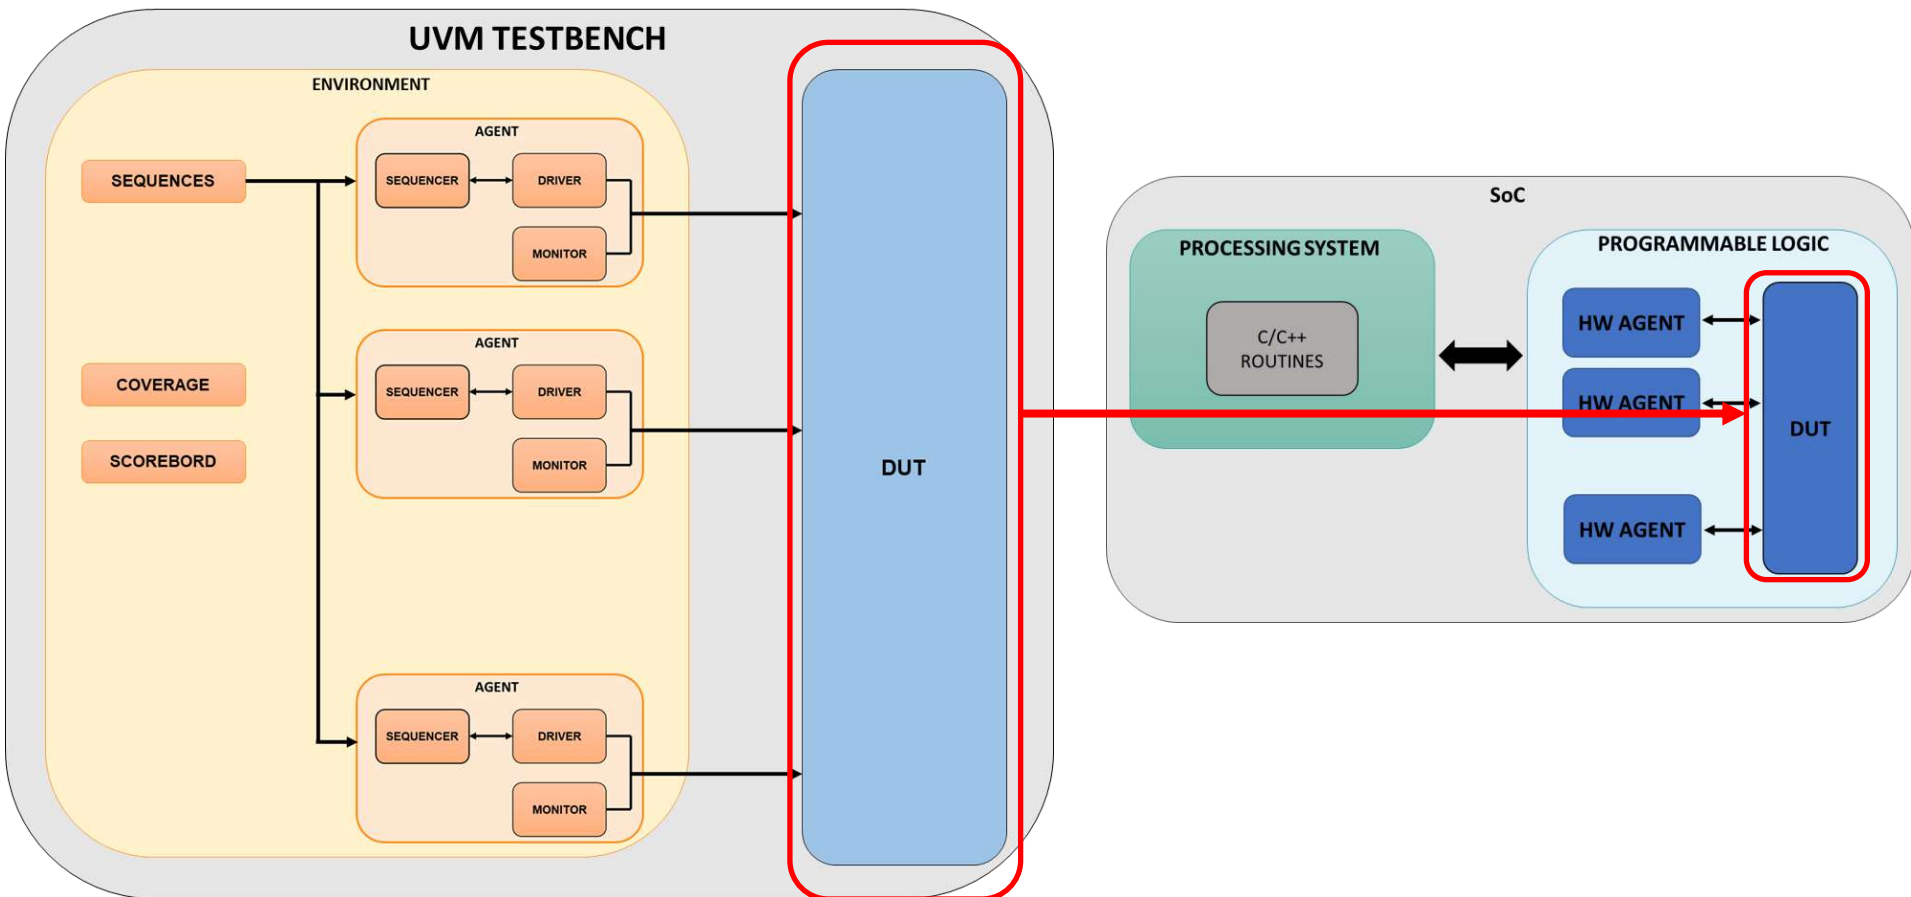 UVM TESTBENCH
ENVIRONMENT
SEQUENCES
COVERAGE
SCOREBORD
AGENT
SEQUENCER
DRIVER
MONITOR
AGENT
SEQUENCER
DRIVER
MONITOR
AGENT
SEQUENCER
DRIVER
MONITOR
DUT
SoC
PROCESSING SYSTEM
C/C++
ROUTINES
PROGRAMMABLE LOGIC
HW AGENT
HW AGENT
HW AGENT
DUT